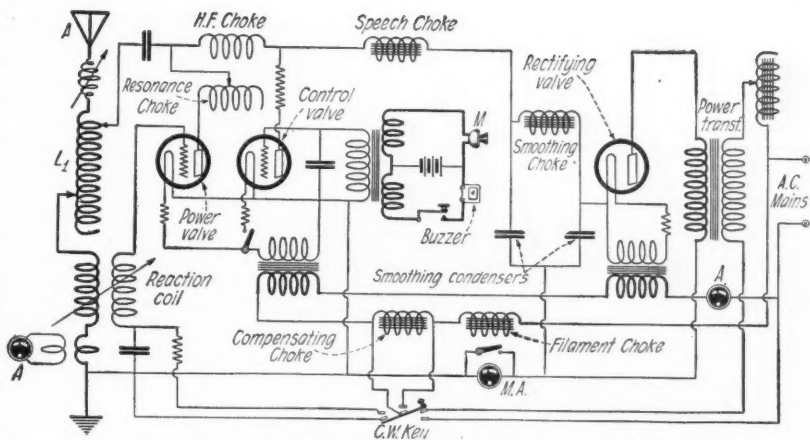 A
H.F. Choke
Speech Choke
Resonance
Choke
Control
valve
Rectifying
valve
Power
transf.
L1
M
Smoothing
Choke
A.C.
Mains
Power
valve
Buzzer
Reaction
coil
Smoothing condensers
A
Compensating
Choke
Filament Choke
A
M.A.
C.W. Key